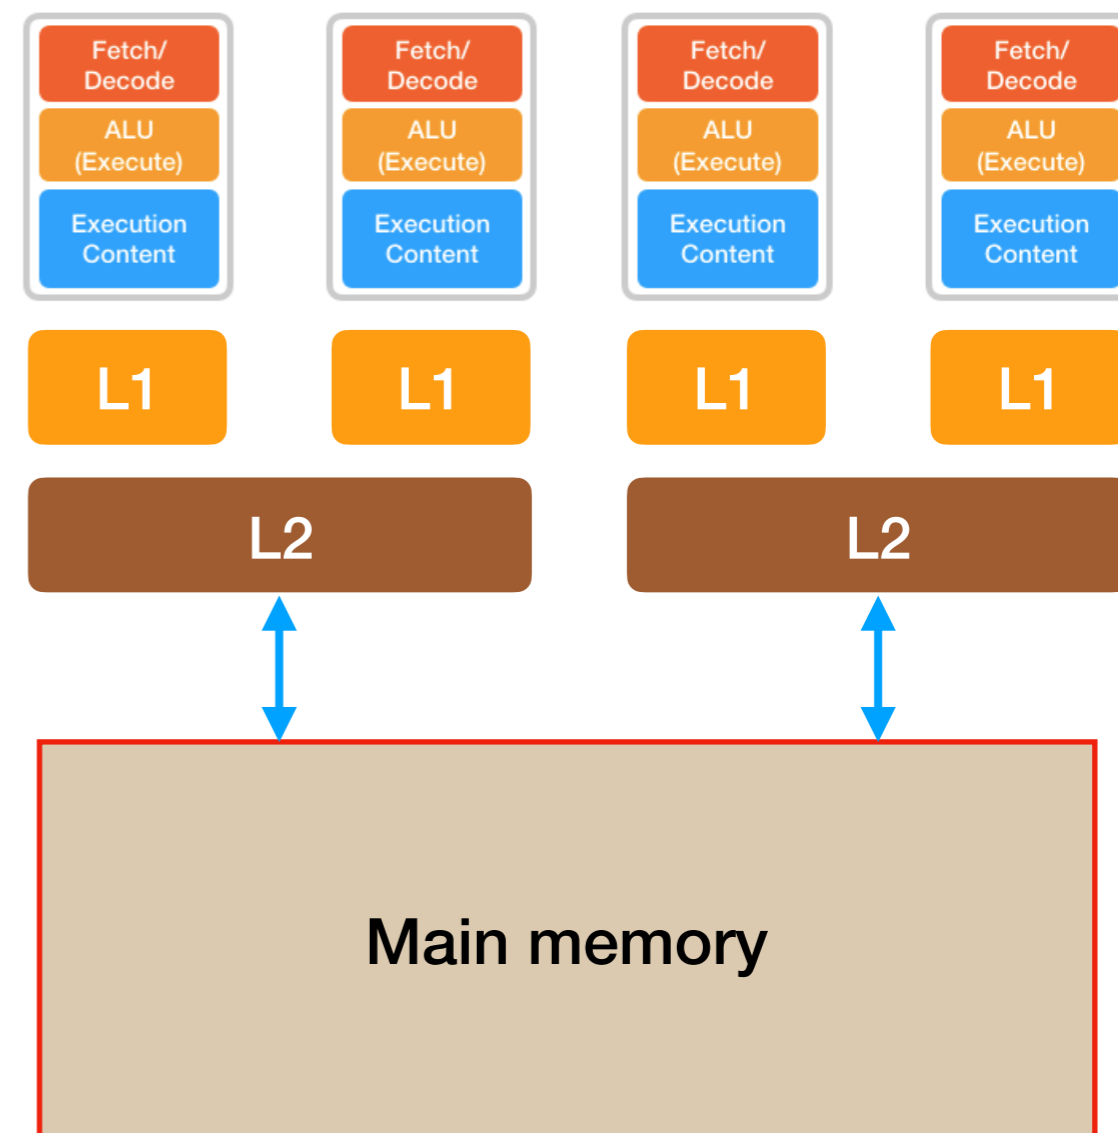 Fetch/
Decode
ALU
(Execute)
Execution
Content
Fetch/
Decode
ALU
(Execute)
Execution
Content
Fetch/
Decode
ALU
(Execute)
Execution
Content
Fetch/
Decode
ALU
(Execute)
Execution
Content
L1
L1
L1
L1
L2
L2
Main memory